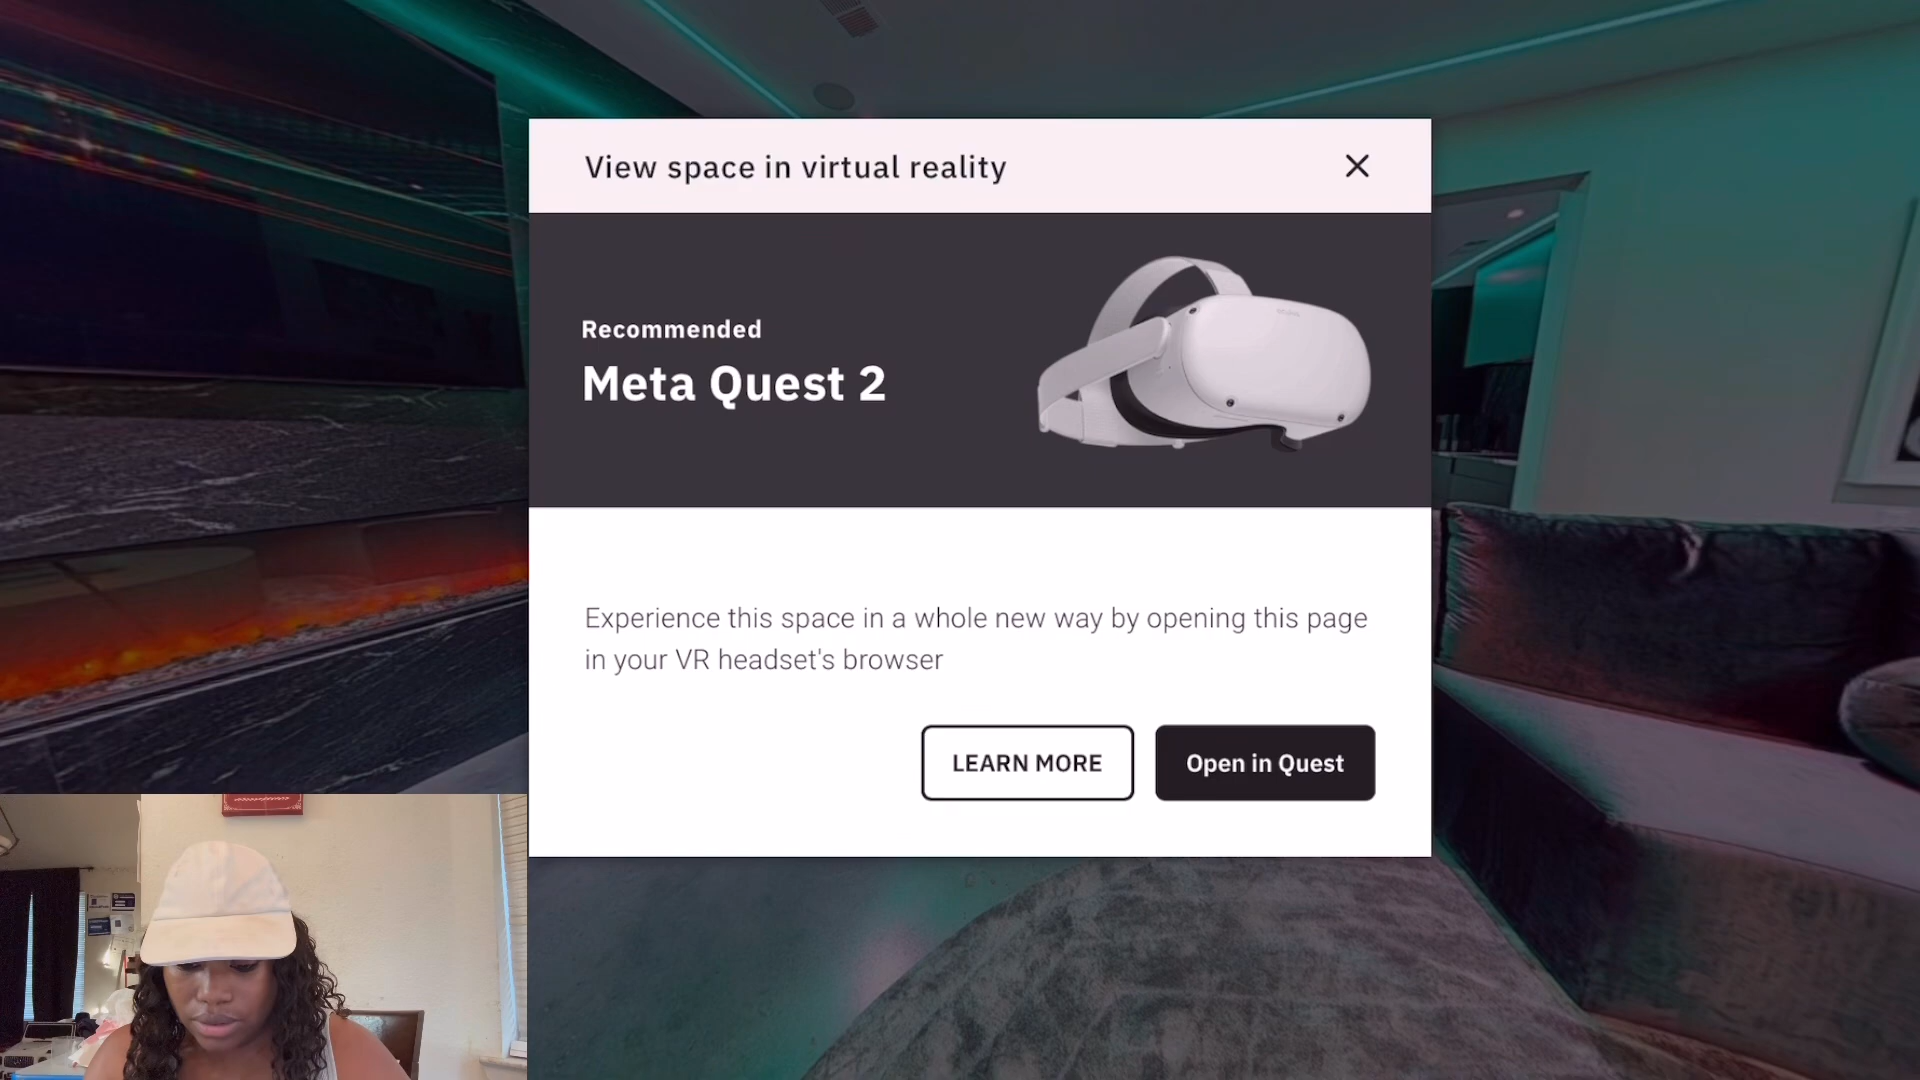 View space in virtual reality
Recommended
Meta Quest 2
Experience this space in a whole new way by opening this page
in your VR headset's browser
LEARN MORE
Open in Quest